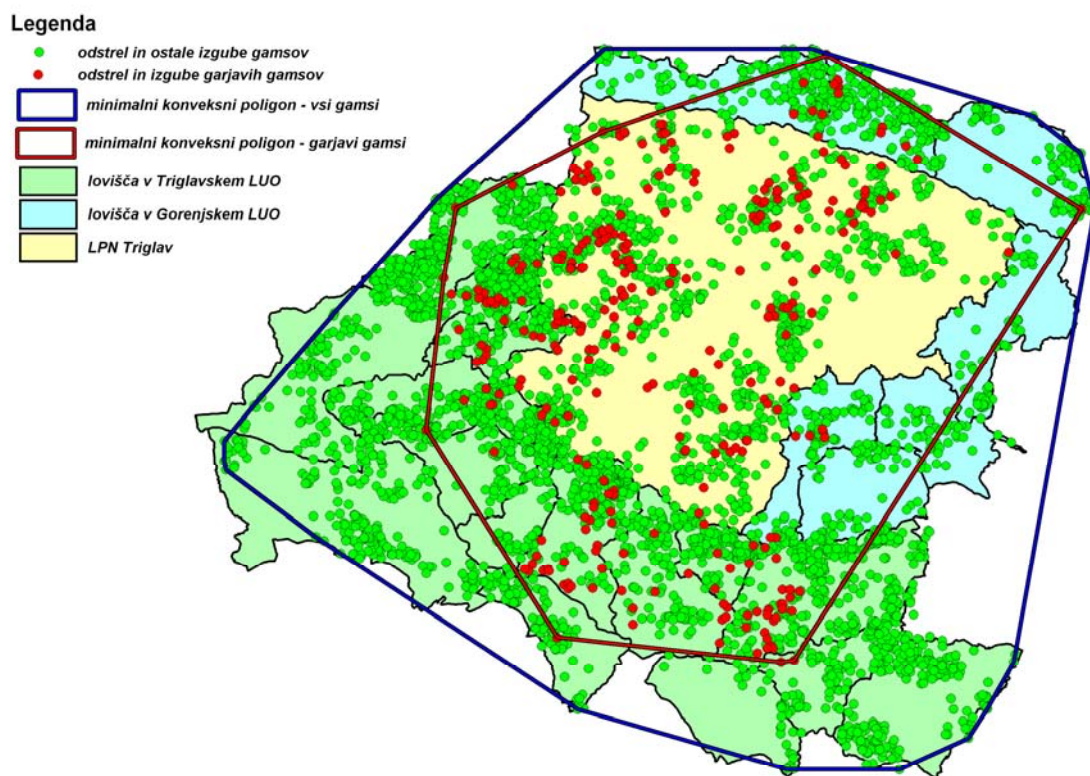 Legenda
odstrel in ostale izgube gamsov
odstrel in izgube garjavih gamsov
minimalni konveksni poligon - vsi gamsi
minimalni konveksni poligon - garjavi gamsi
lovišča v Triglavskem LUO
lovišča v Gorenjskem LUO
LPN Triglav